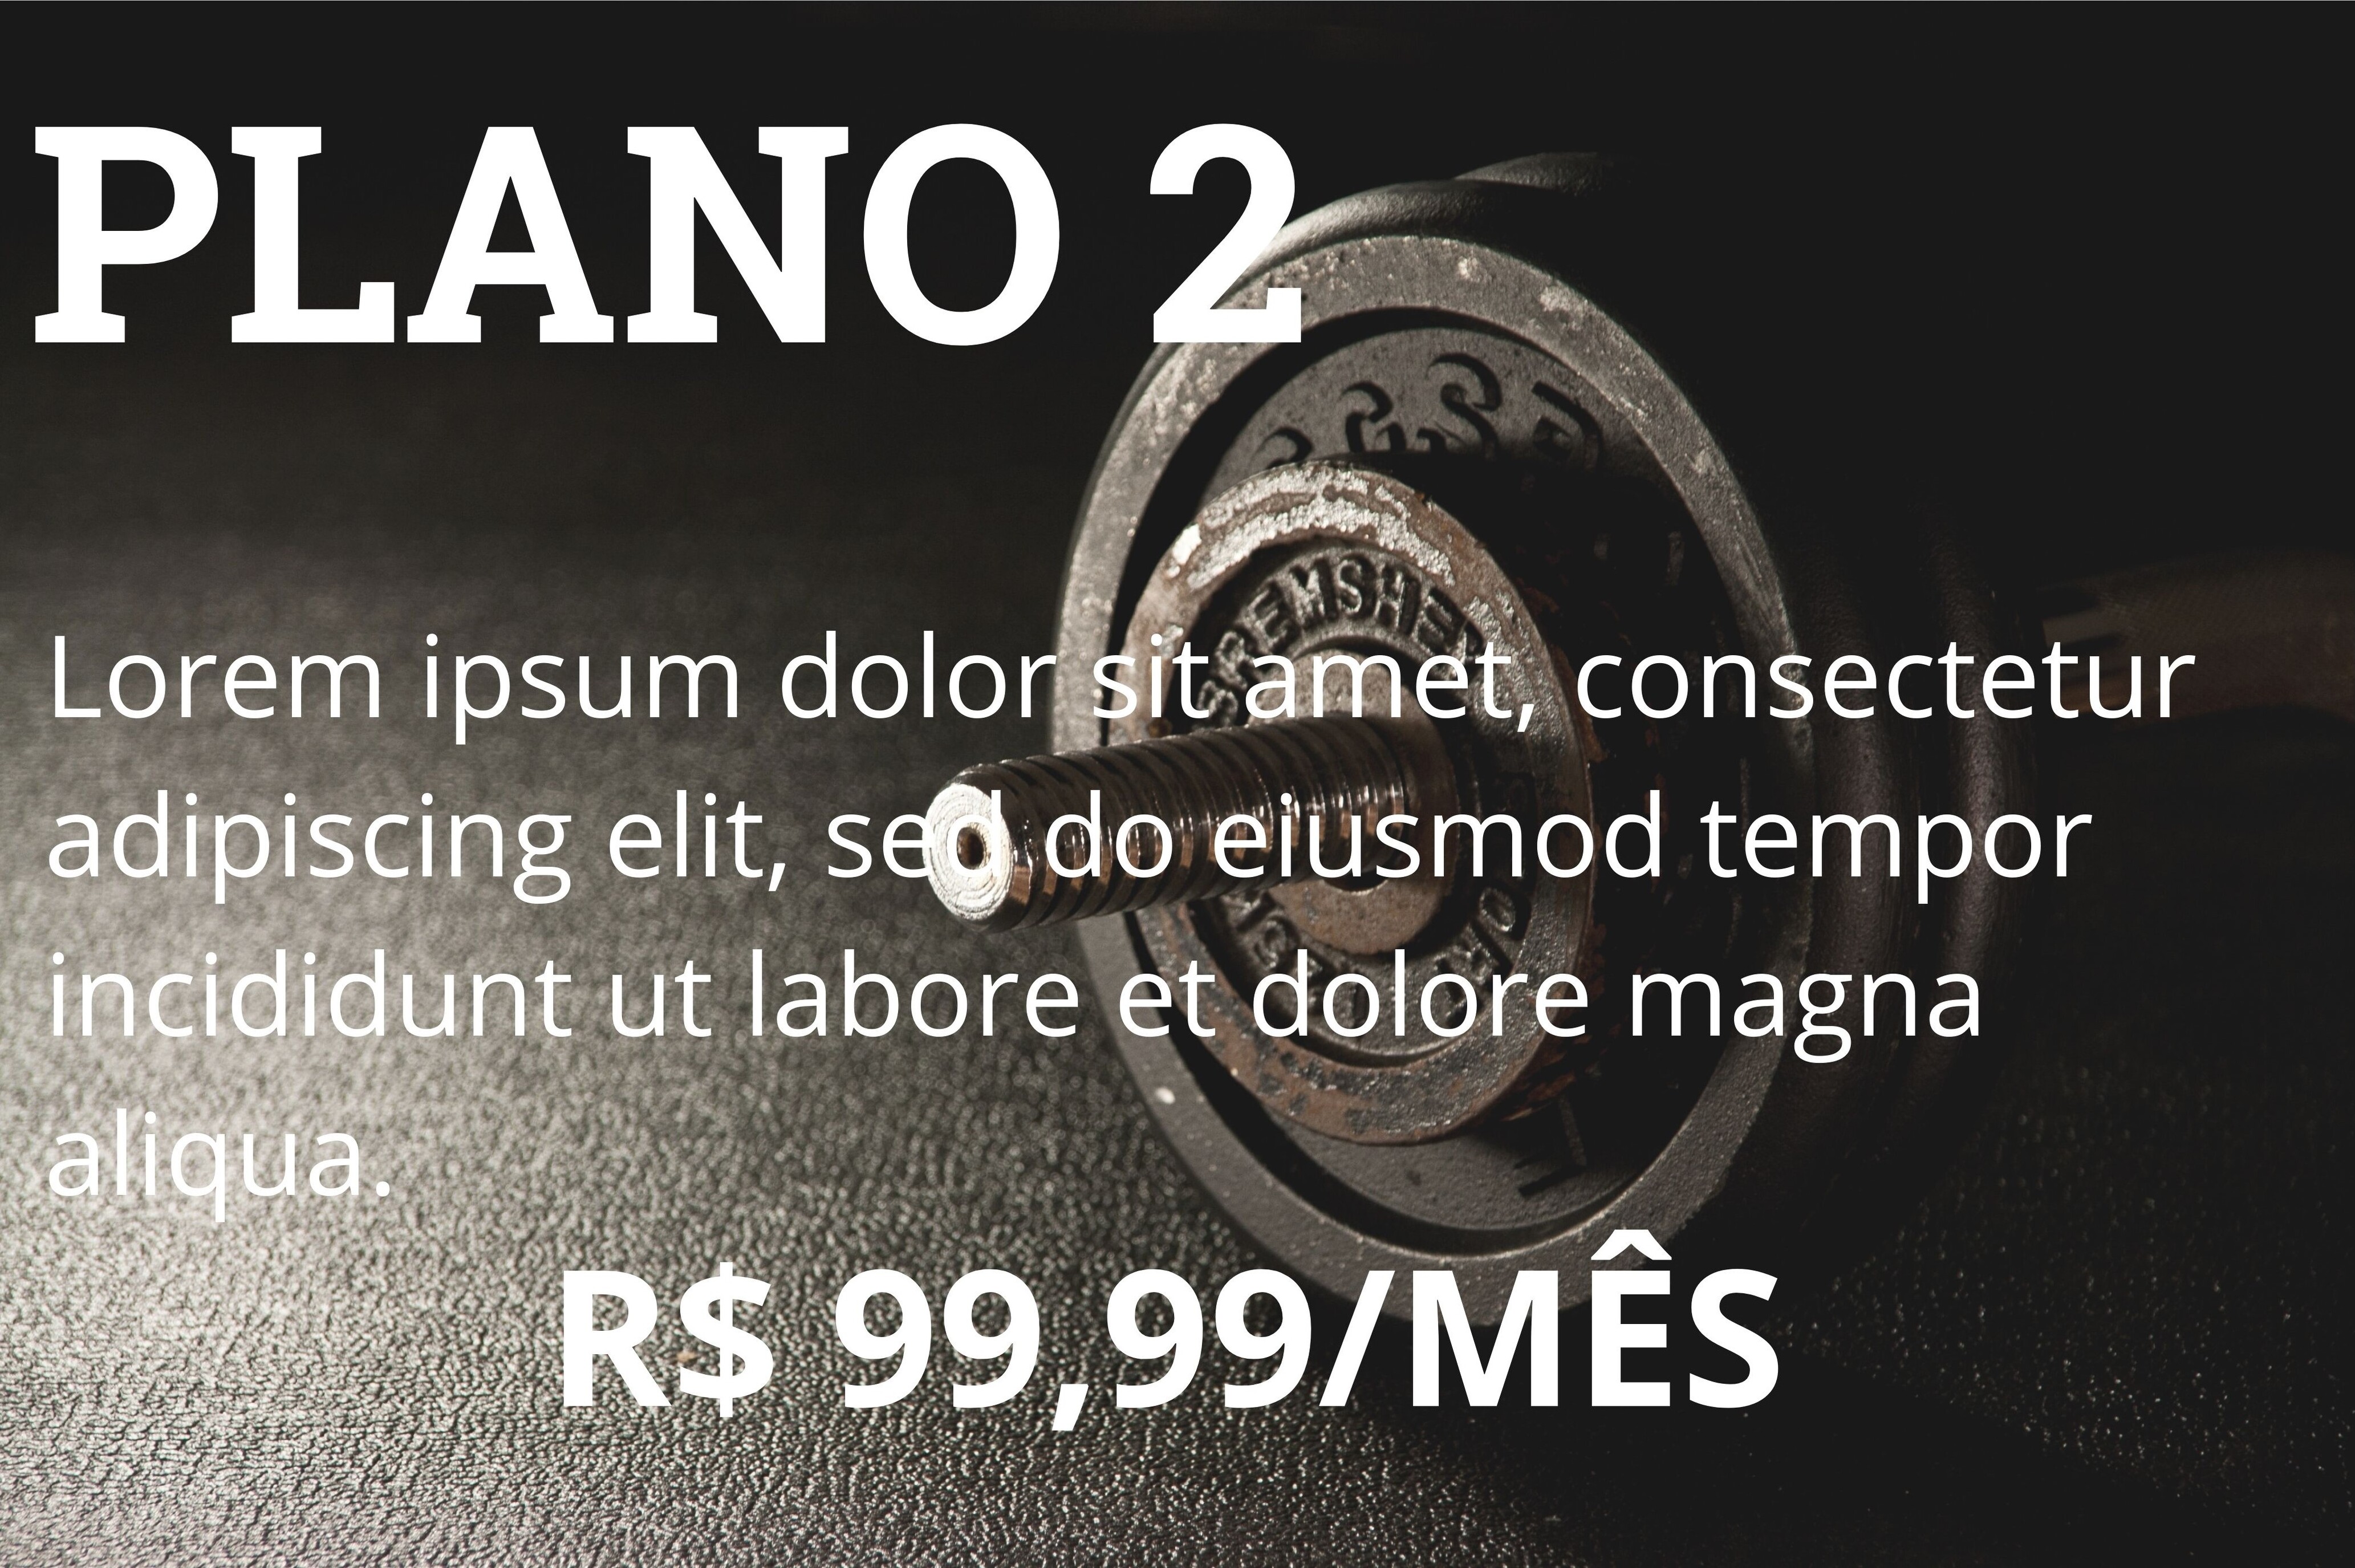 PLANO 2
Lorem ipsum dolor sit amet, consectetur
adipiscing elit, sed do eiusmod tempor
incididunt ut labore et dolore magna
aliqua.
R$ 99,99/MÊS